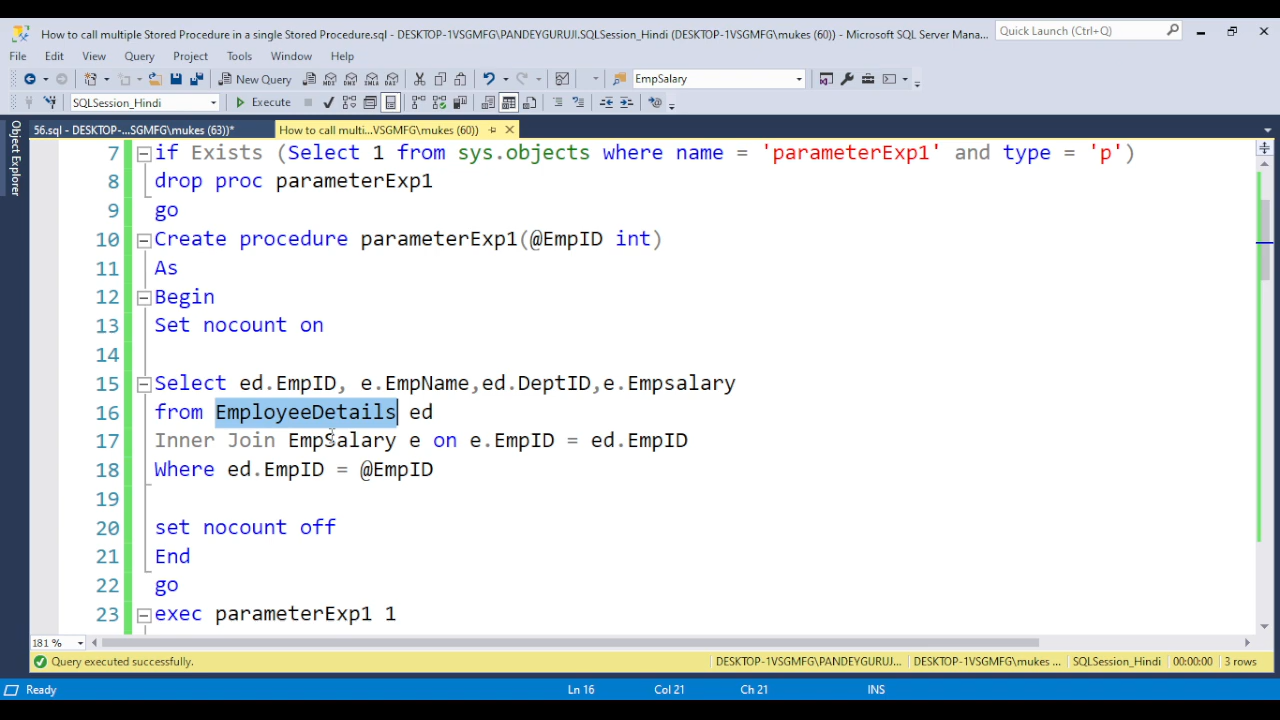 How to call multiple Stored Procedure in a single Stored Procedure.sql - DESKTOP-1VSGMFG\PANDEYGURUJI.SQLSession_Hindi (DESKTOP-1VSGMFG\mukes (60)) - Microsoft SQL Server Mana...
Quick Launch (Ctrl+Q)
File Edit View Query Project Tools Window Help
New Query MDX DMX XMLA DAX EmpSalary
SQLSession_Hindi Execute
Object Explorer
56.sql - DESKTOP-...SGMFG\mukes (63))* How to call multi...VSGMFG\mukes (60))
7 if Exists (Select 1 from sys.objects where name = 'parameterExp1' and type = 'p')
8 drop proc parameterExp1
9 go
10 Create procedure parameterExp1(@EmpID int)
11 As
12 Begin
13 Set nocount on
14
15 Select ed.EmpID, e.EmpName,ed.DeptID,e.Empsalary
16 from EmployeeDetails ed
17 Inner Join EmpSalary e on e.EmpID = ed.EmpID
18 Where ed.EmpID = @EmpID
19
20 set nocount off
21 End
22 go
23 exec parameterExp1 1
181 %
Query executed successfully. DESKTOP-1VSGMFG\PANDEYGURUJ... DESKTOP-1VSGMFG\mukes ... SQLSession_Hindi 00:00:00 3 rows
Ready Ln 16 Col 21 Ch 21 INS